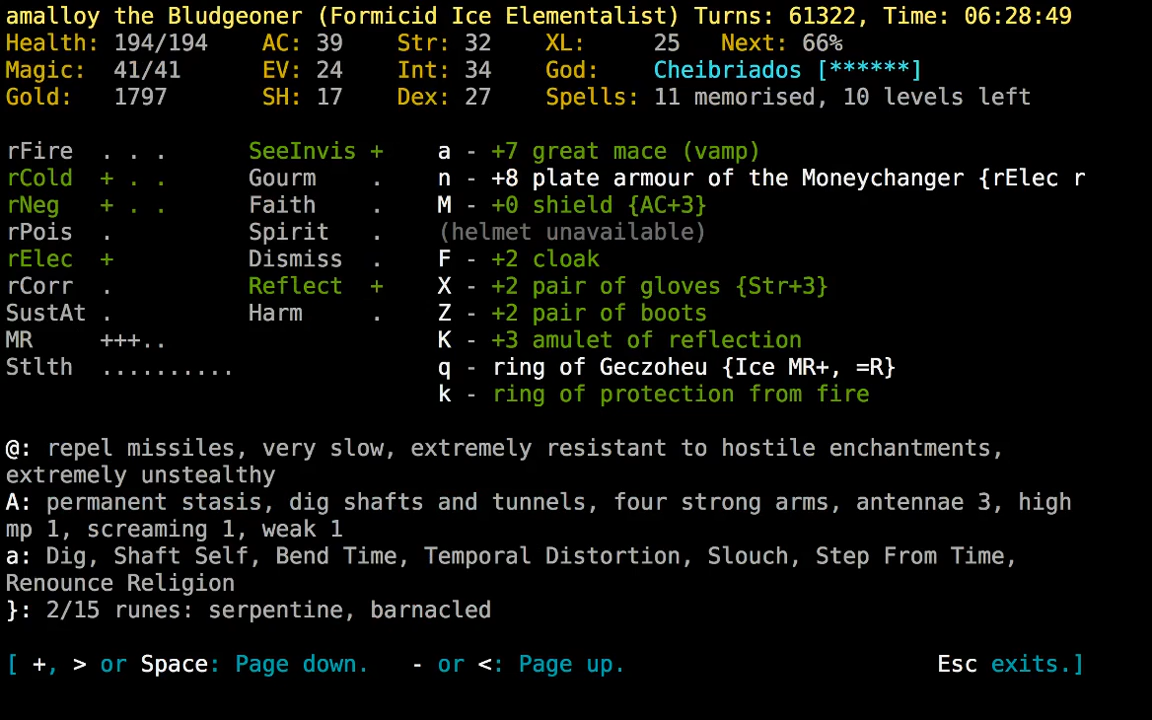 amalloy the Bludgeoner (Formicid Ice Elementalist) Turns: 61322, Time: 06:28:49
Health: 194/194 AC: 39 Str: 32 XL: 25 Next: 66%
Magic: 41/41 EV: 24 Int: 34 God: Cheibriados [******]
Gold: 1797 SH: 17 Dex: 27 Spells: 11 memorised, 10 levels left
rFire . . . SeeInvis + a - +7 great mace (vamp)
rCold + . . Gourm . n - +8 plate armour of the Moneychanger {rElec r
rNeg + . . Faith . M - +0 shield {AC+3}
rPois . Spirit . (helmet unavailable)
rElec + Dismiss . F - +2 cloak
rCorr . Reflect + X - +2 pair of gloves {Str+3}
SustAt . Harm . Z - +2 pair of boots
MR +++.. K - +3 amulet of reflection
Stlth .......... q - ring of Geczoheu {Ice MR+, =R}
k - ring of protection from fire
@: repel missiles, very slow, extremely resistant to hostile enchantments,
extremely unstealthy
A: permanent stasis, dig shafts and tunnels, four strong arms, antennae 3, high
mp 1, screaming 1, weak 1
a: Dig, Shaft Self, Bend Time, Temporal Distortion, Slouch, Step From Time,
Renounce Religion
}: 2/15 runes: serpentine, barnacled
[ +, > or Space: Page down. - or <: Page up. Esc exits.]